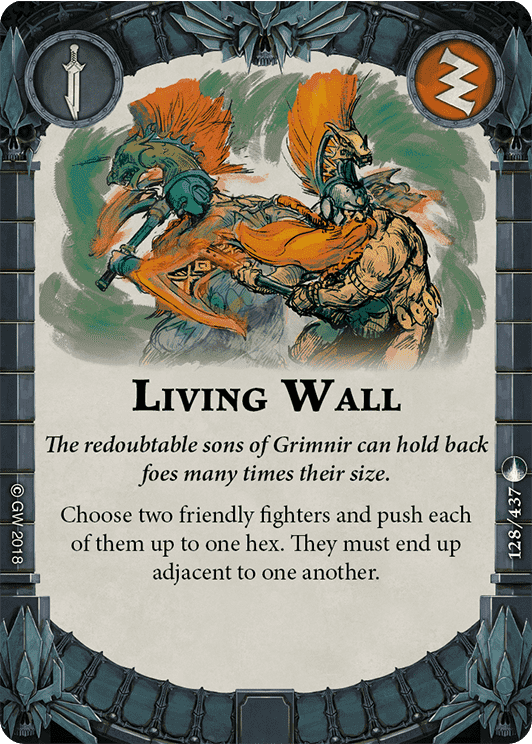 LIVING WALL
The redoubtable sons of Grimnir can hold back
foes many times their size.
Choose two friendly fighters and push each
of them up to one hex. They must end up
adjacent to one another.
© GW 2018
128/437